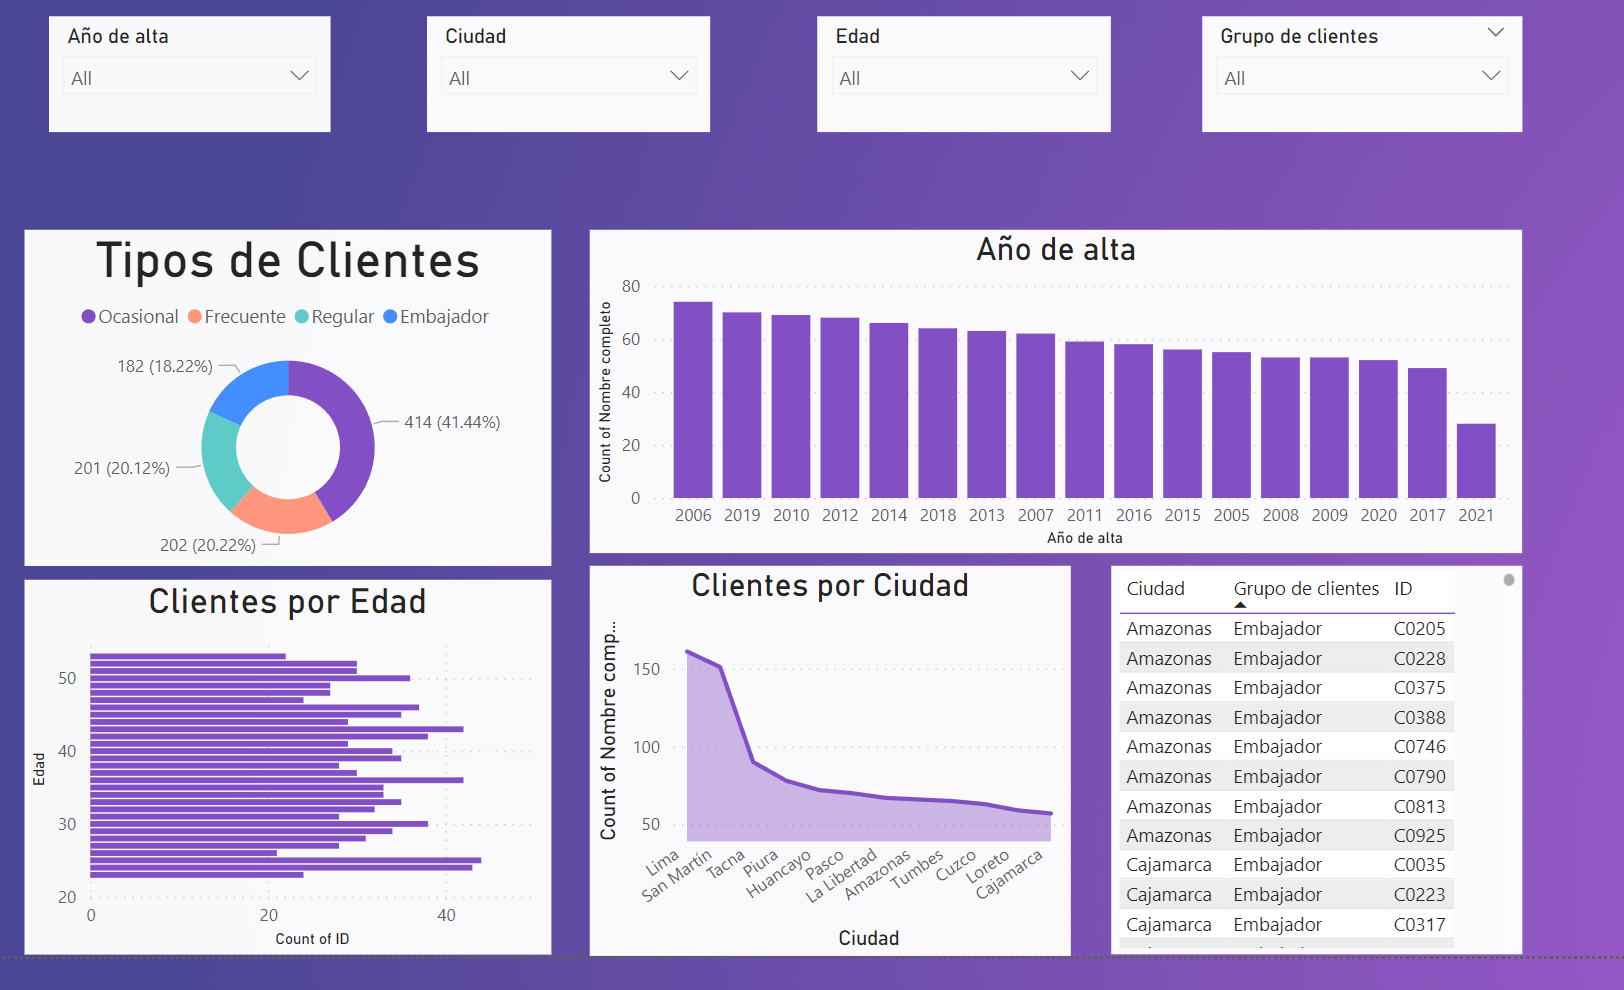 Año de alta
All
Ciudad
All
Edad
All
Grupo de clientes
All
Tipos de Clientes
Ocasional Frecuente Regular Embajador
182 (18.22%)
414 (41.44%)
201 (20.12%)
202 (20.22%)
Año de alta
Count of Nombre completo
80
60
40
20
0
2006 2019 2010 2012 2014 2018 2013 2007 2011 2016 2015 2005 2008 2009 2020 2017 2021
Año de alta
Clientes por Edad
Edad
50
40
30
20
0 20 40
Count of ID
Clientes por Ciudad
Count of Nombre comp...
150
100
50
Lima
San Martín
Tacna
Piura
Huancayo
Pasco
La Libertad
Amazonas
Tumbes
Cuzco
Loreto
Cajamarca
Ciudad
Ciudad Grupo de clientes ID
Amazonas Embajador C0205
Amazonas Embajador C0228
Amazonas Embajador C0375
Amazonas Embajador C0388
Amazonas Embajador C0746
Amazonas Embajador C0790
Amazonas Embajador C0813
Amazonas Embajador C0925
Cajamarca Embajador C0035
Cajamarca Embajador C0223
Cajamarca Embajador C0317